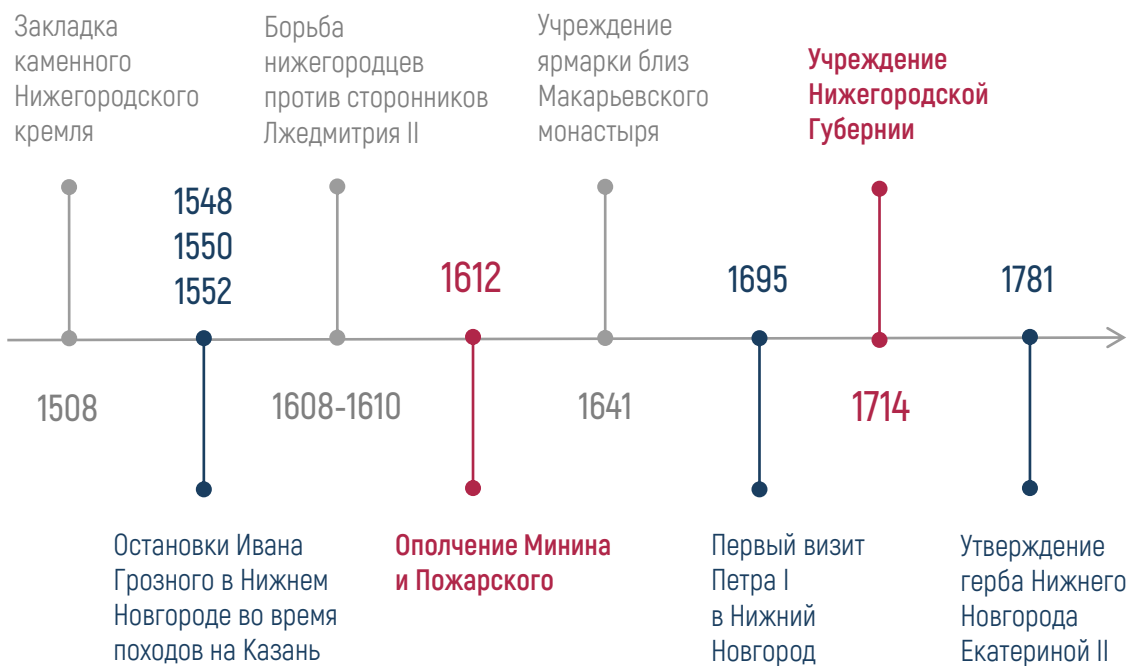 Закладка
каменного
Нижегородского
кремля
Борьба
нижегородцев
против сторонников
Лжедмитрия II
Учреждение
ярмарки близ
Макарьевского
монастыря
Учреждение
Нижегородской
Губернии
1548
1550
1552
1612
1695
1781
1508
1608-1610
1641
1714
Остановки Ивана
Грозного в Нижнем
Новгороде во время
походов на Казань
Ополчение Минина
и Пожарского
Первый визит
Петра I
в Нижний
Новгород
Утверждение
герба Нижнего
Новгорода
Екатериной II